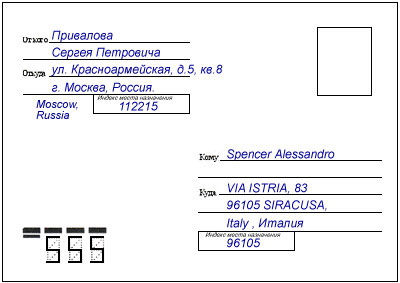 От кого Привалова
Сергея Петровича
Откуда ул. Красноармейская, д.5, кв.8
г. Москва, Россия.
Moscow,
Russia
Индекс места назначения
112215
Кому Spencer Alessandro
Куда VIA ISTRIA, 83
96105 SIRACUSA,
Italy , Италия
Индекс места назначения
96105
555